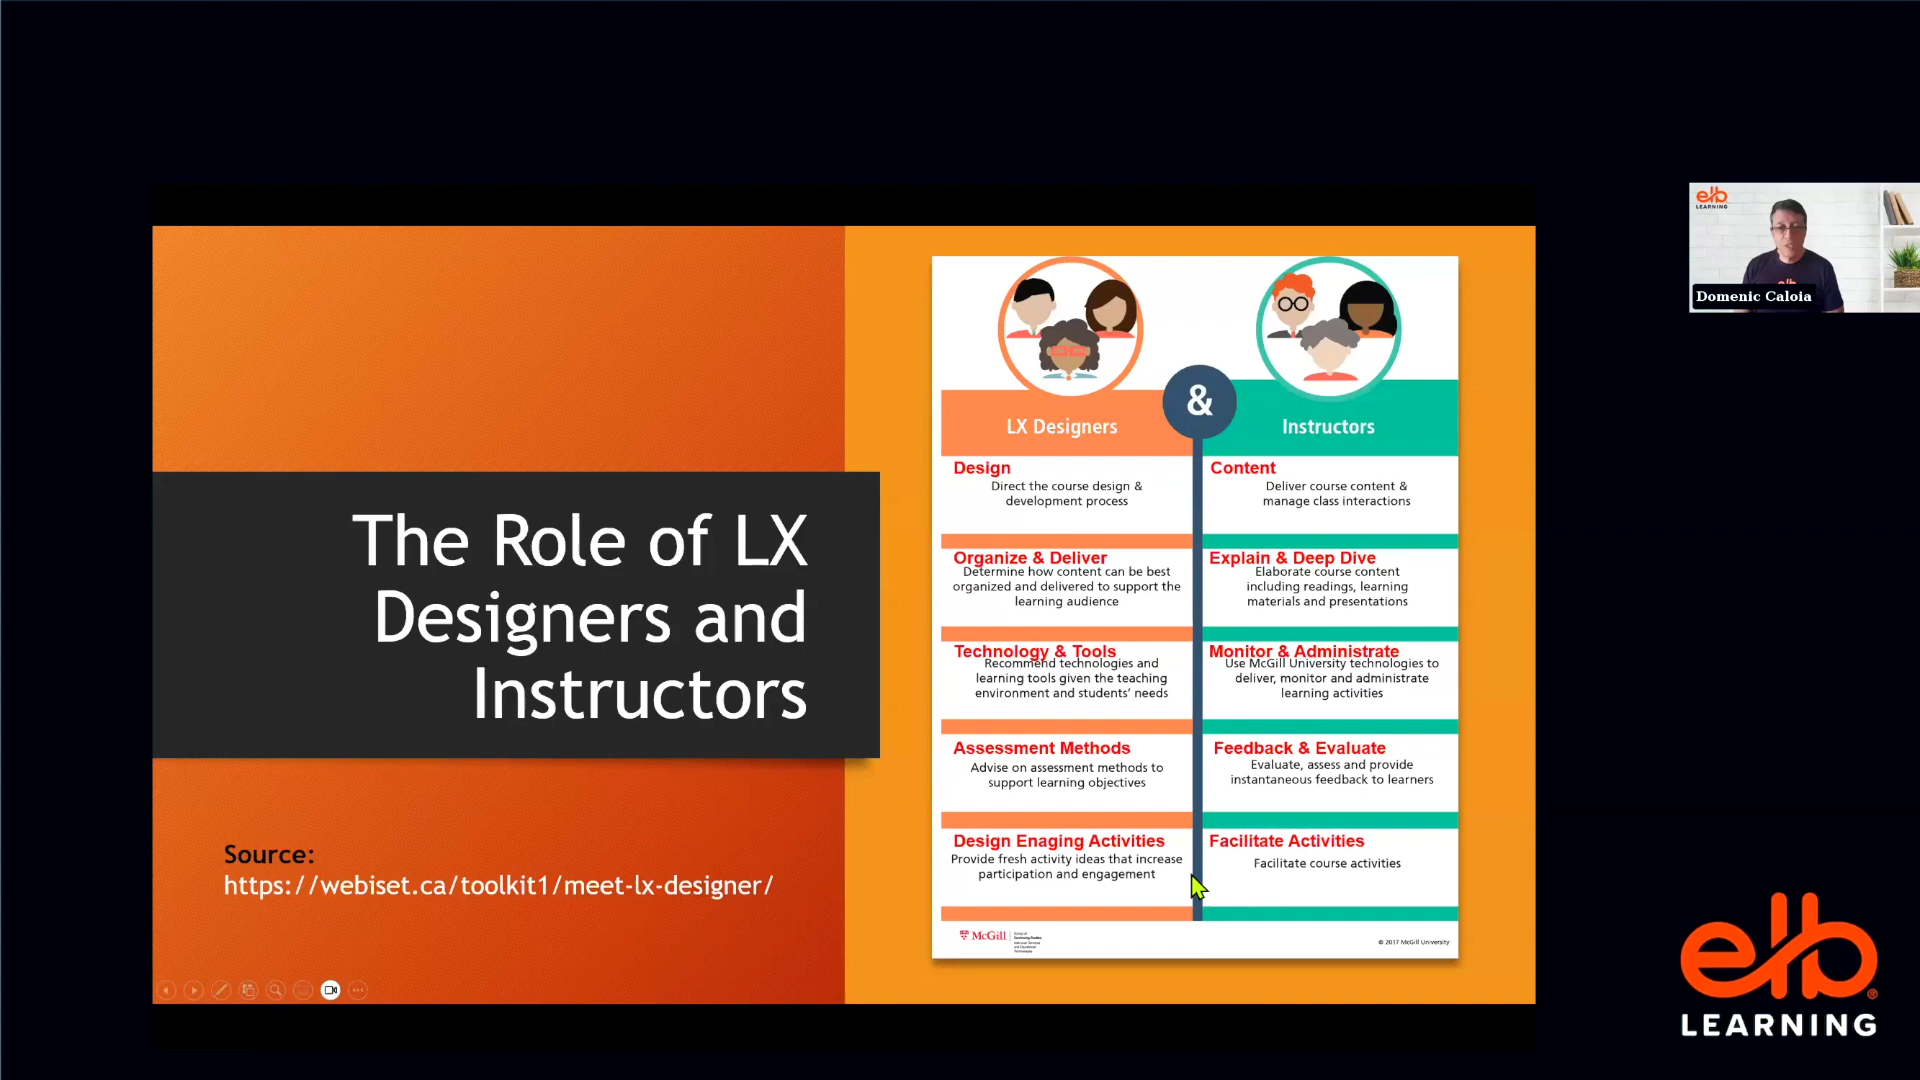 The Role of LX
Designers and
Instructors
Source:
https://webiset.ca/toolkit1/meet-lx-designer/
&
LX Designers
Instructors
Design
Direct the course design &
development process
Content
Deliver course content &
manage class interactions
Organize & Deliver
Determine how content can be best
organized and delivered to support the
learning audience
Explain & Deep Dive
Elaborate course content
including readings, learning
materials and presentations
Technology & Tools
Recommend technologies and
learning tools given the teaching
environment and students' needs
Monitor & Administrate
Use McGill University technologies to
deliver, monitor and administrate
learning activities
Assessment Methods
Advise on assessment methods to
support learning objectives
Feedback & Evaluate
Evaluate, assess and provide
instantaneous feedback to learners
Design Enaging Activities
Provide fresh activity ideas that increase
participation and engagement
Facilitate Activities
Facilitate course activities
McGill
© 2017 McGill University
elb
LEARNING
Domenic Caloia
elb®
LEARNING